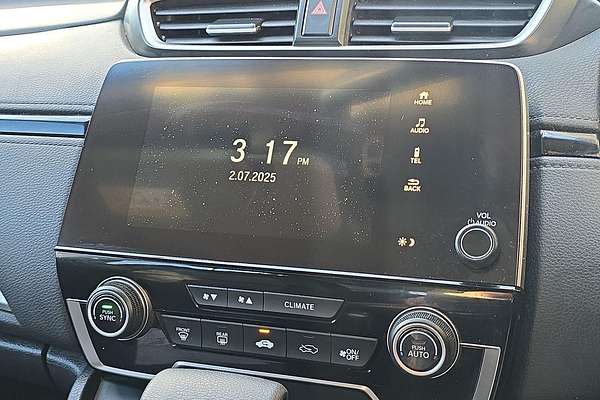 HOME
AUDIO
3 17 PM
TEL
2.07.2025
BACK
VOL
AUDIO
CLIMATE
PUSH
SYNC
FRONT
REAR
ON/
OFF
PUSH
AUTO